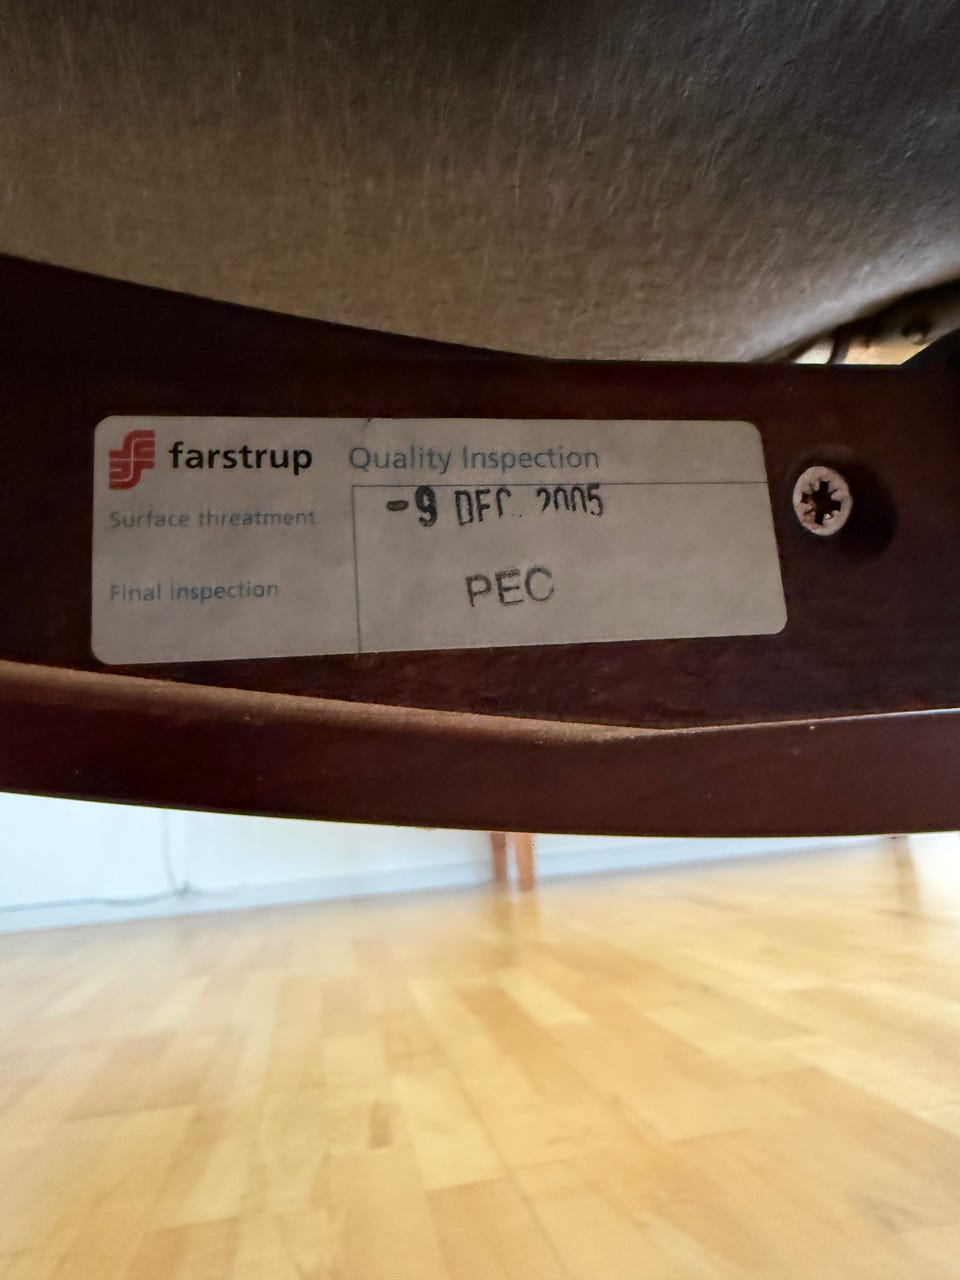 farstrup Quality Inspection
Surface threatment -9 DEC. 2005
Final inspection PEC